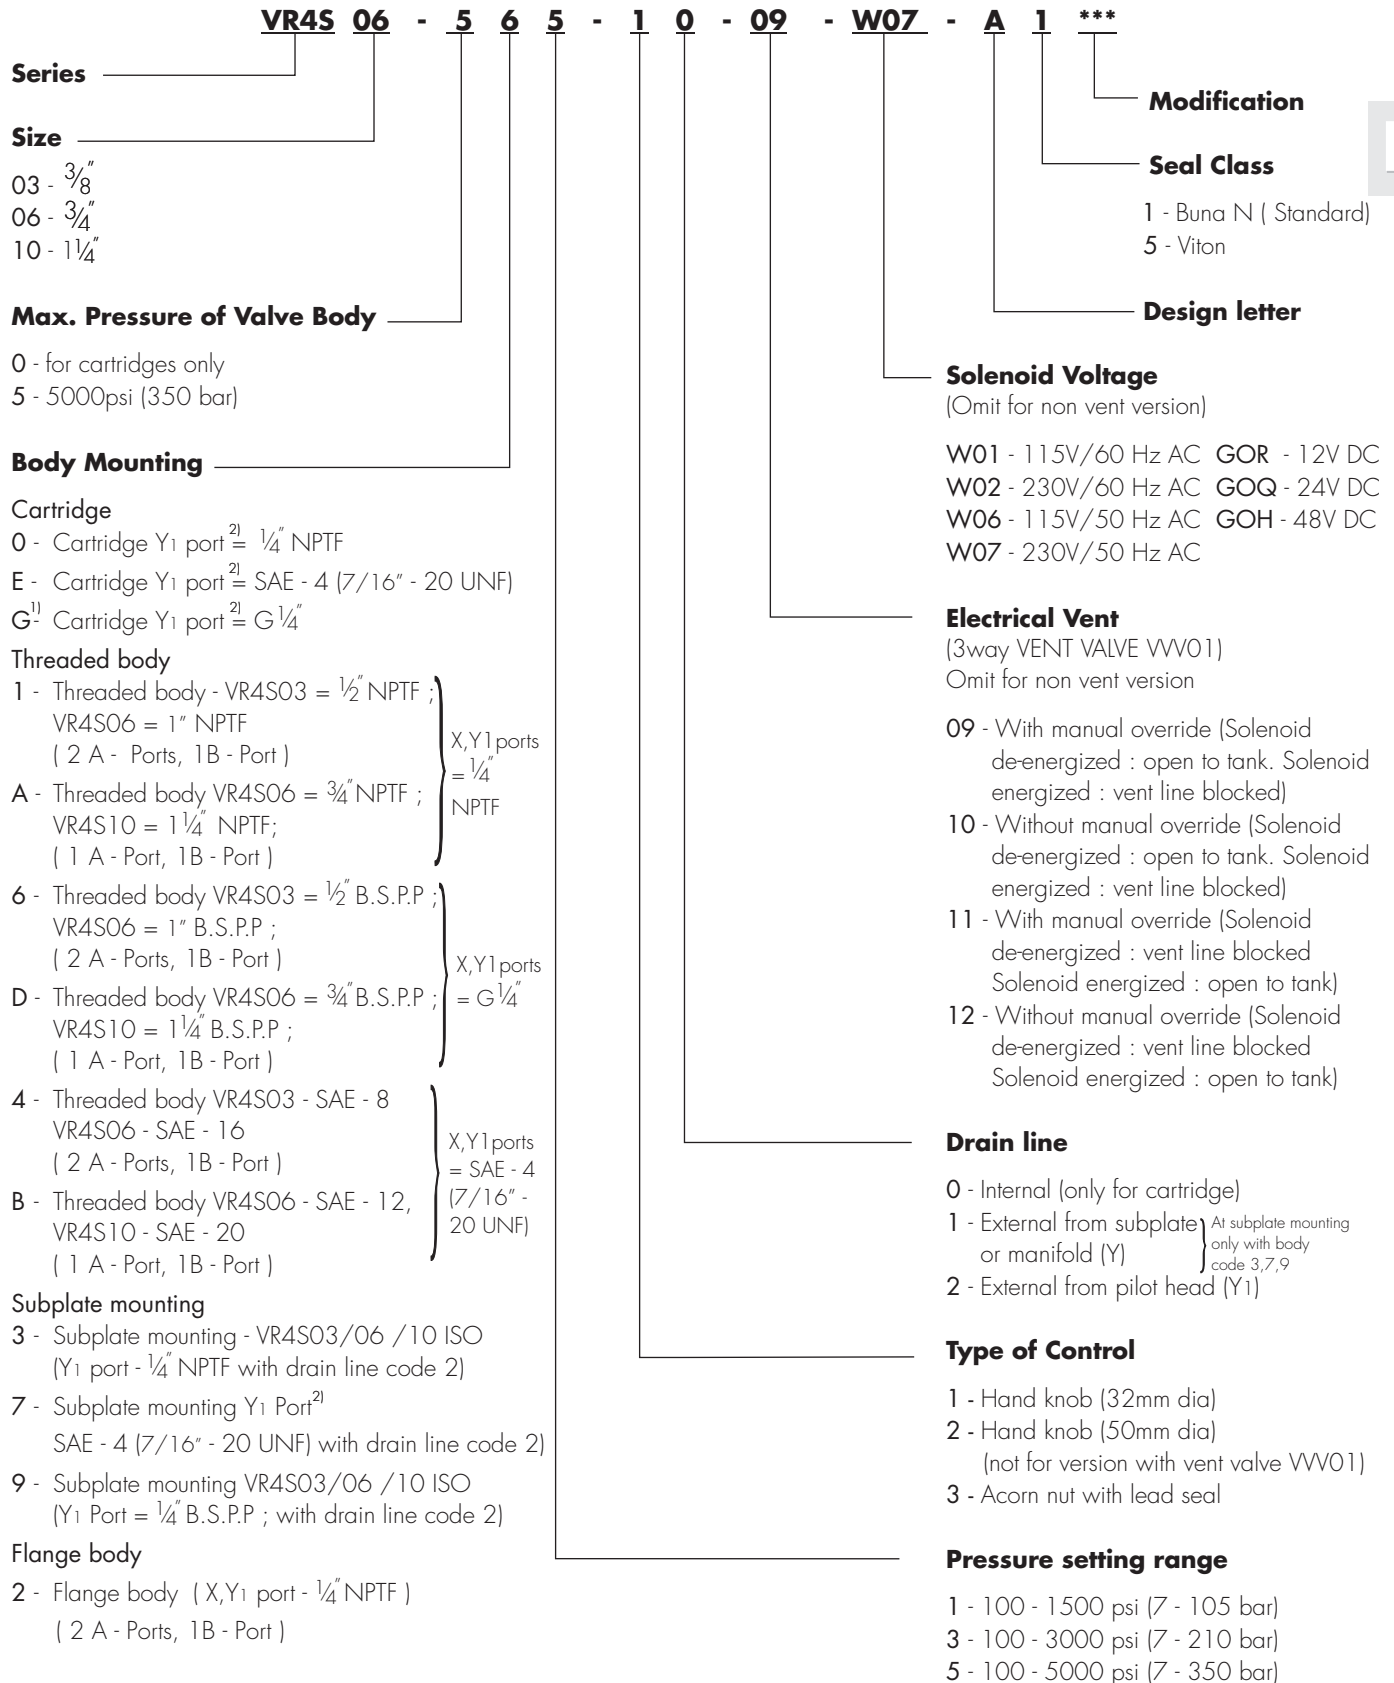 VR4S 06 - 5 6 5 - 1 0 - 09 - W07 - A 1 ***
Series
Size
03 - 3/8"
06 - 3/4"
10 - 1 1/4"
Max. Pressure of Valve Body
0 - for cartridges only
5 - 5000psi (350 bar)
Body Mounting
Cartridge
0 - Cartridge Y1 port 2) = 1/4" NPTF
E - Cartridge Y1 port 2) = SAE - 4 (7/16" - 20 UNF)
G 1) - Cartridge Y1 port 2) = G 1/4"
Threaded body
1 - Threaded body - VR4S03 = 1/2" NPTF ;
VR4S06 = 1" NPTF
( 2 A - Ports, 1B - Port )
A - Threaded body VR4S06 = 3/4" NPTF ;
VR4S10 = 1 1/4" NPTF;
( 1 A - Port, 1B - Port )
X,Y1ports
= 1/4"
NPTF
6 - Threaded body VR4S03 = 1/2" B.S.P.P ;
VR4S06 = 1" B.S.P.P ;
( 2 A - Ports, 1B - Port )
D - Threaded body VR4S06 = 3/4" B.S.P.P ;
VR4S10 = 1 1/4" B.S.P.P ;
( 1 A - Port, 1B - Port )
X,Y1ports
= G 1/4"
4 - Threaded body VR4S03 - SAE - 8
VR4S06 - SAE - 16
( 2 A - Ports, 1B - Port )
B - Threaded body VR4S06 - SAE - 12,
VR4S10 - SAE - 20
( 1 A - Port, 1B - Port )
X,Y1ports
= SAE - 4
(7/16" -
20 UNF)
Subplate mounting
3 - Subplate mounting - VR4S03/06 /10 ISO
(Y1 port - 1/4" NPTF with drain line code 2)
7 - Subplate mounting Y1 Port 2)
SAE - 4 (7/16" - 20 UNF) with drain line code 2)
9 - Subplate mounting VR4S03/06 /10 ISO
(Y1 Port = 1/4" B.S.P.P ; with drain line code 2)
Flange body
2 - Flange body ( X,Y1 port - 1/4" NPTF )
( 2 A - Ports, 1B - Port )
Modification
Seal Class
1 - Buna N ( Standard)
5 - Viton
Design letter
Solenoid Voltage
(Omit for non vent version)
W01 - 115V/60 Hz AC GOR - 12V DC
W02 - 230V/60 Hz AC GOQ - 24V DC
W06 - 115V/50 Hz AC GOH - 48V DC
W07 - 230V/50 Hz AC
Electrical Vent
(3way VENT VALVE VVV01)
Omit for non vent version
09 - With manual override (Solenoid
de-energized : open to tank. Solenoid
energized : vent line blocked)
10 - Without manual override (Solenoid
de-energized : open to tank. Solenoid
energized : vent line blocked)
11 - With manual override (Solenoid
de-energized : vent line blocked
Solenoid energized : open to tank)
12 - Without manual override (Solenoid
de-energized : vent line blocked
Solenoid energized : open to tank)
Drain line
0 - Internal (only for cartridge)
1 - External from subplate
or manifold (Y)
At subplate mounting
only with body
code 3,7,9
2 - External from pilot head (Y1)
Type of Control
1 - Hand knob (32mm dia)
2 - Hand knob (50mm dia)
(not for version with vent valve VVV01)
3 - Acorn nut with lead seal
Pressure setting range
1 - 100 - 1500 psi (7 - 105 bar)
3 - 100 - 3000 psi (7 - 210 bar)
5 - 100 - 5000 psi (7 - 350 bar)